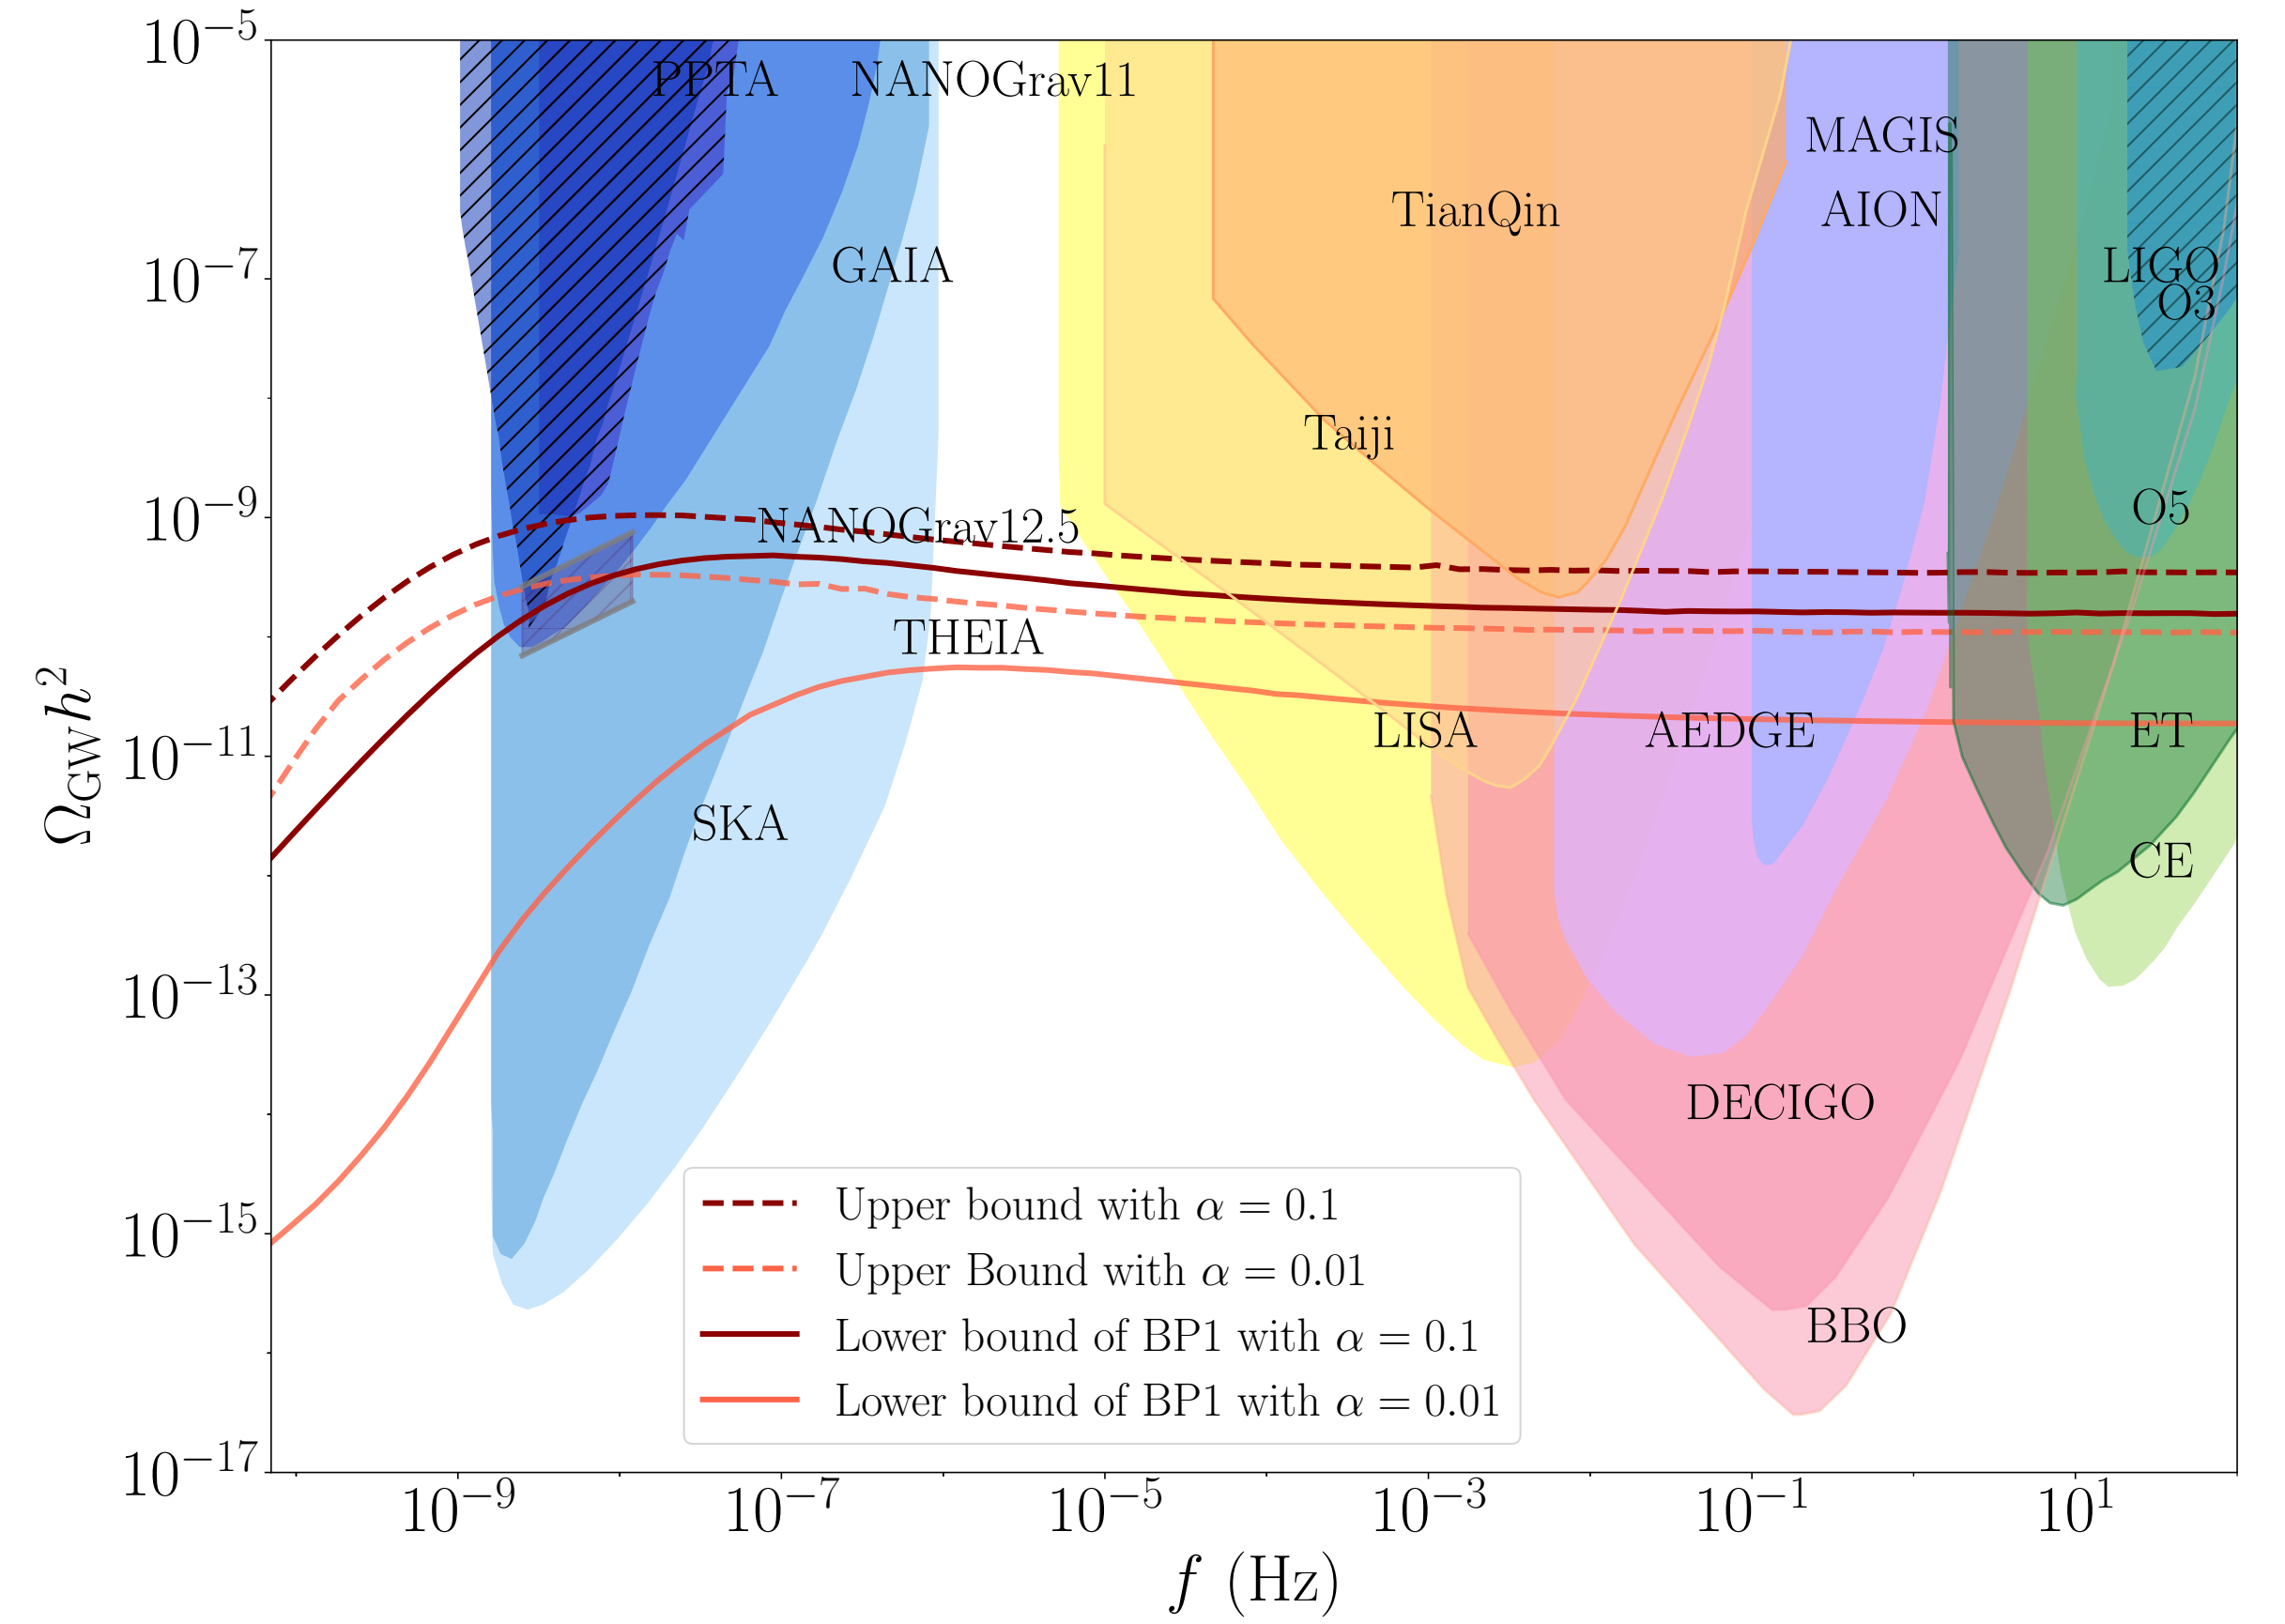 10^{-5}
10^{-7}
10^{-9}
10^{-11}
10^{-13}
10^{-15}
10^{-17}
Ω_{GW}h^2
PPTA
NANOGrav11
MAGIS
TianQin
AION
GAIA
LIGO
O3
Taiji
O5
NANOGrav12.5
THEIA
LISA
AEDGE
ET
SKA
CE
DECIGO
BBO
Upper bound with α = 0.1
Upper Bound with α = 0.01
Lower bound of BP1 with α = 0.1
Lower bound of BP1 with α = 0.01
10^{-9}
10^{-7}
10^{-5}
10^{-3}
10^{-1}
10^1
f (Hz)